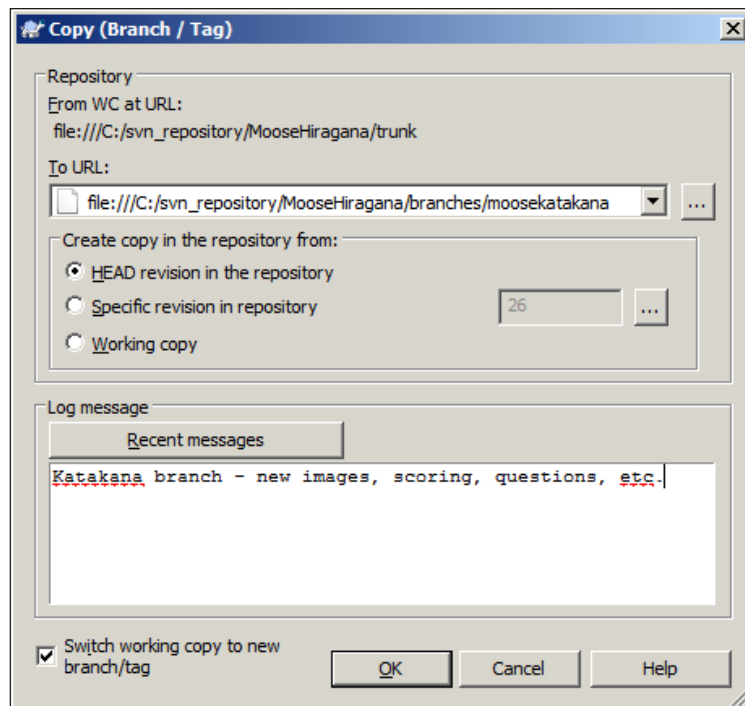 Copy (Branch / Tag)
Repository
From WC at URL:
file:///C:/svn_repository/MooseHiragana/trunk
To URL:
file:///C:/svn_repository/MooseHiragana/branches/moosekatakana
...
Create copy in the repository from:
HEAD revision in the repository
Specific revision in repository 26 ...
Working copy
Log message
Recent messages
Katakana branch - new images, scoring, questions, etc.
Switch working copy to new
branch/tag
OK Cancel Help